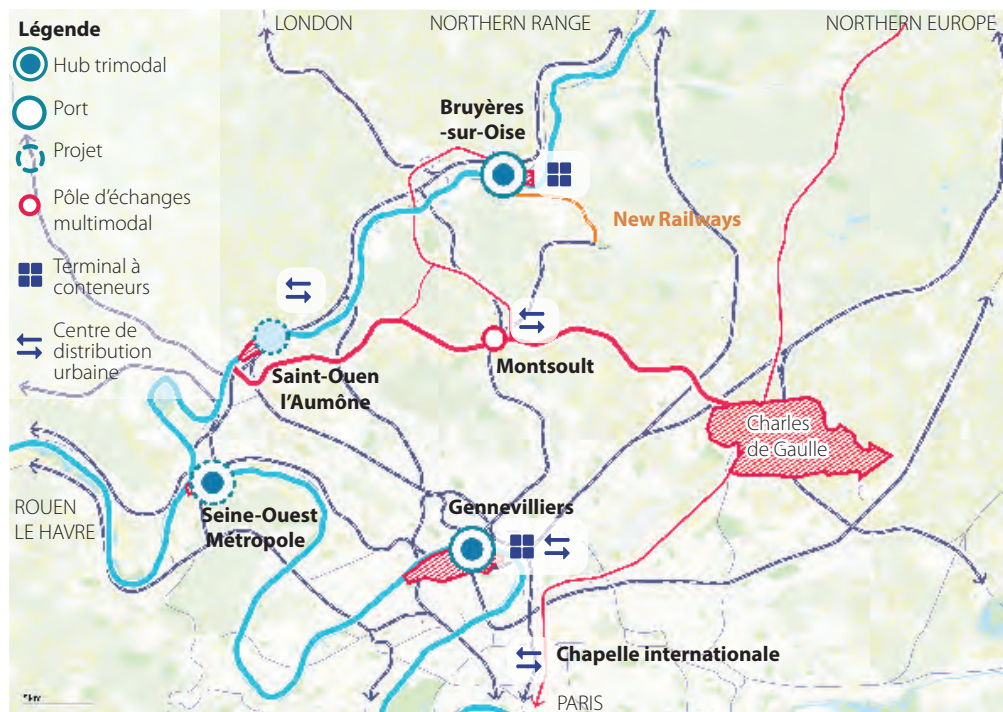 LONDON
NORTHERN RANGE
NORTHERN EUROPE
Légende
Hub trimodal
Port
Projet
Pôle d'échanges
multimodal
Terminal à
conteneurs
Centre de
distribution
urbaine
Bruyères
-sur-Oise
New Railways
Saint-Ouen
l'Aumône
Montsoult
Charles
de Gaulle
ROUEN
LE HAVRE
Seine-Ouest
Métropole
Gennevilliers
Chapelle internationale
PARIS